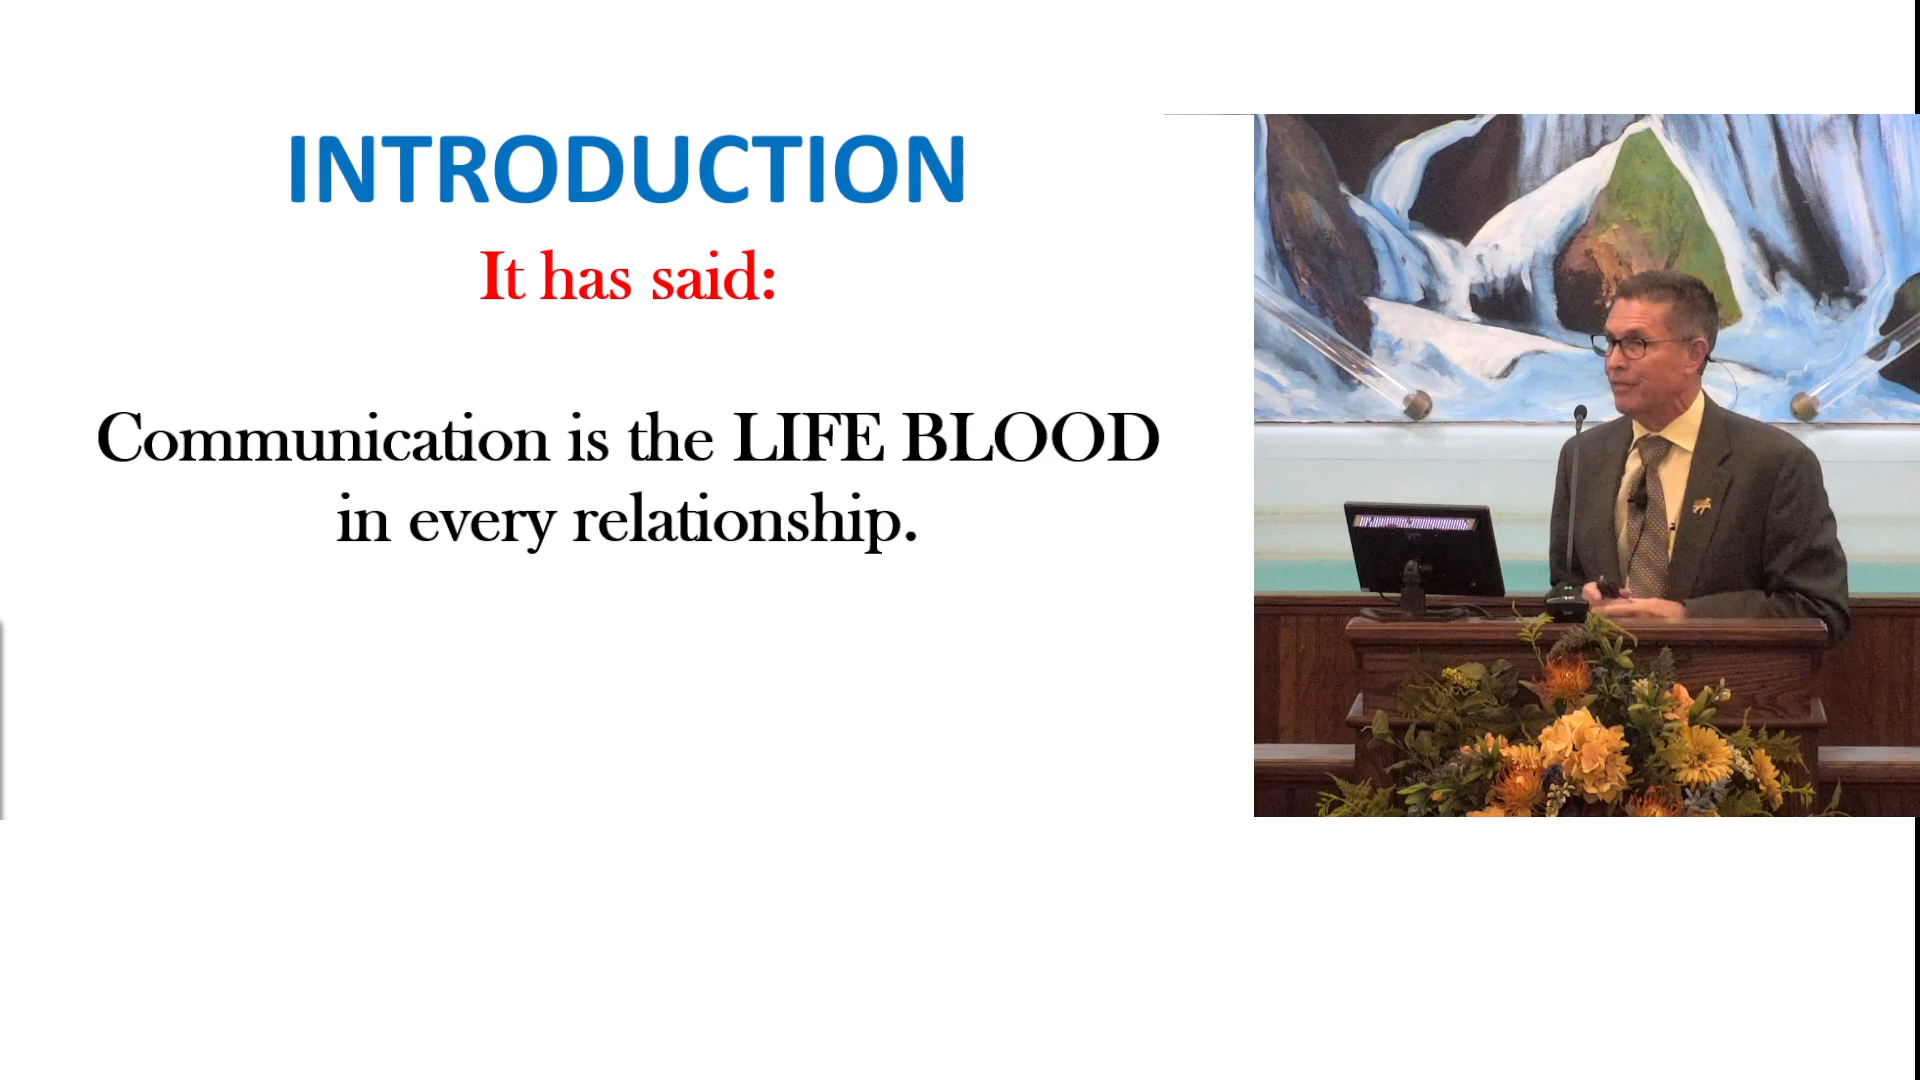 INTRODUCTION
It has said:
Communication is the LIFE BLOOD
in every relationship.